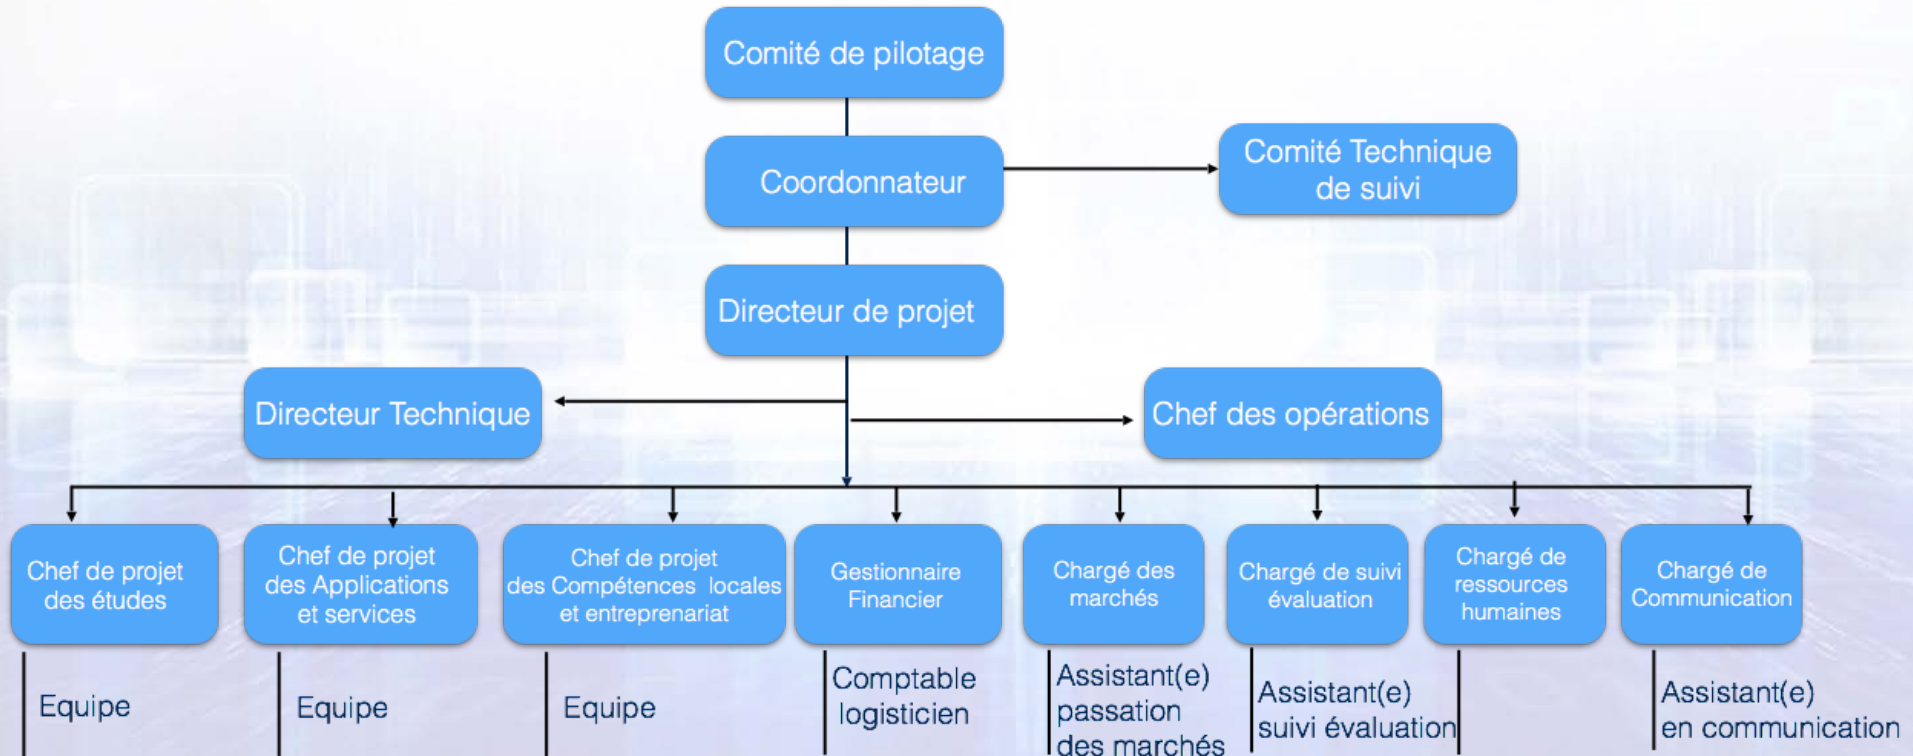 Comité de pilotage
Coordonnateur
Comité Technique
de suivi
Directeur de projet
Directeur Technique
Chef des opérations
Chef de projet
des études
Chef de projet
des Applications
et services
Chef de projet
des Compétences locales
et entreprenariat
Gestionnaire
Financier
Chargé des
marchés
Chargé de suivi
évaluation
Chargé de
ressources
humaines
Chargé de
Communication
Equipe
Equipe
Equipe
Comptable
logisticien
Assistant(e)
passation
des marchés
Assistant(e)
suivi évaluation
Assistant(e)
en communication